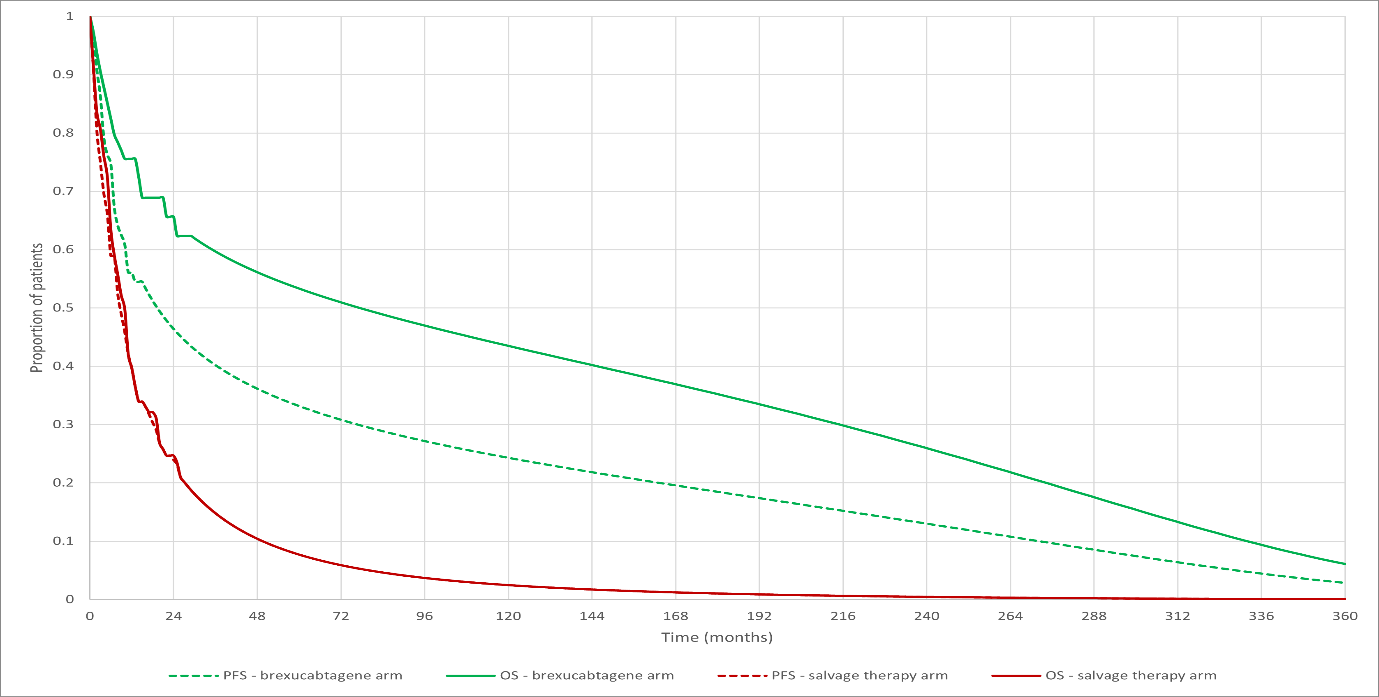 1
0.9
0.8
0.7
0.6
0.5
0.4
0.3
0.2
0.1
0
Proportion of patients
0 24 48 72 96 120 144 168 192 216 240 264 288 312 336 360
Time (months)
PFS - brexucabtagene arm OS - brexucabtagene arm PFS - salvage therapy arm OS - salvage therapy arm